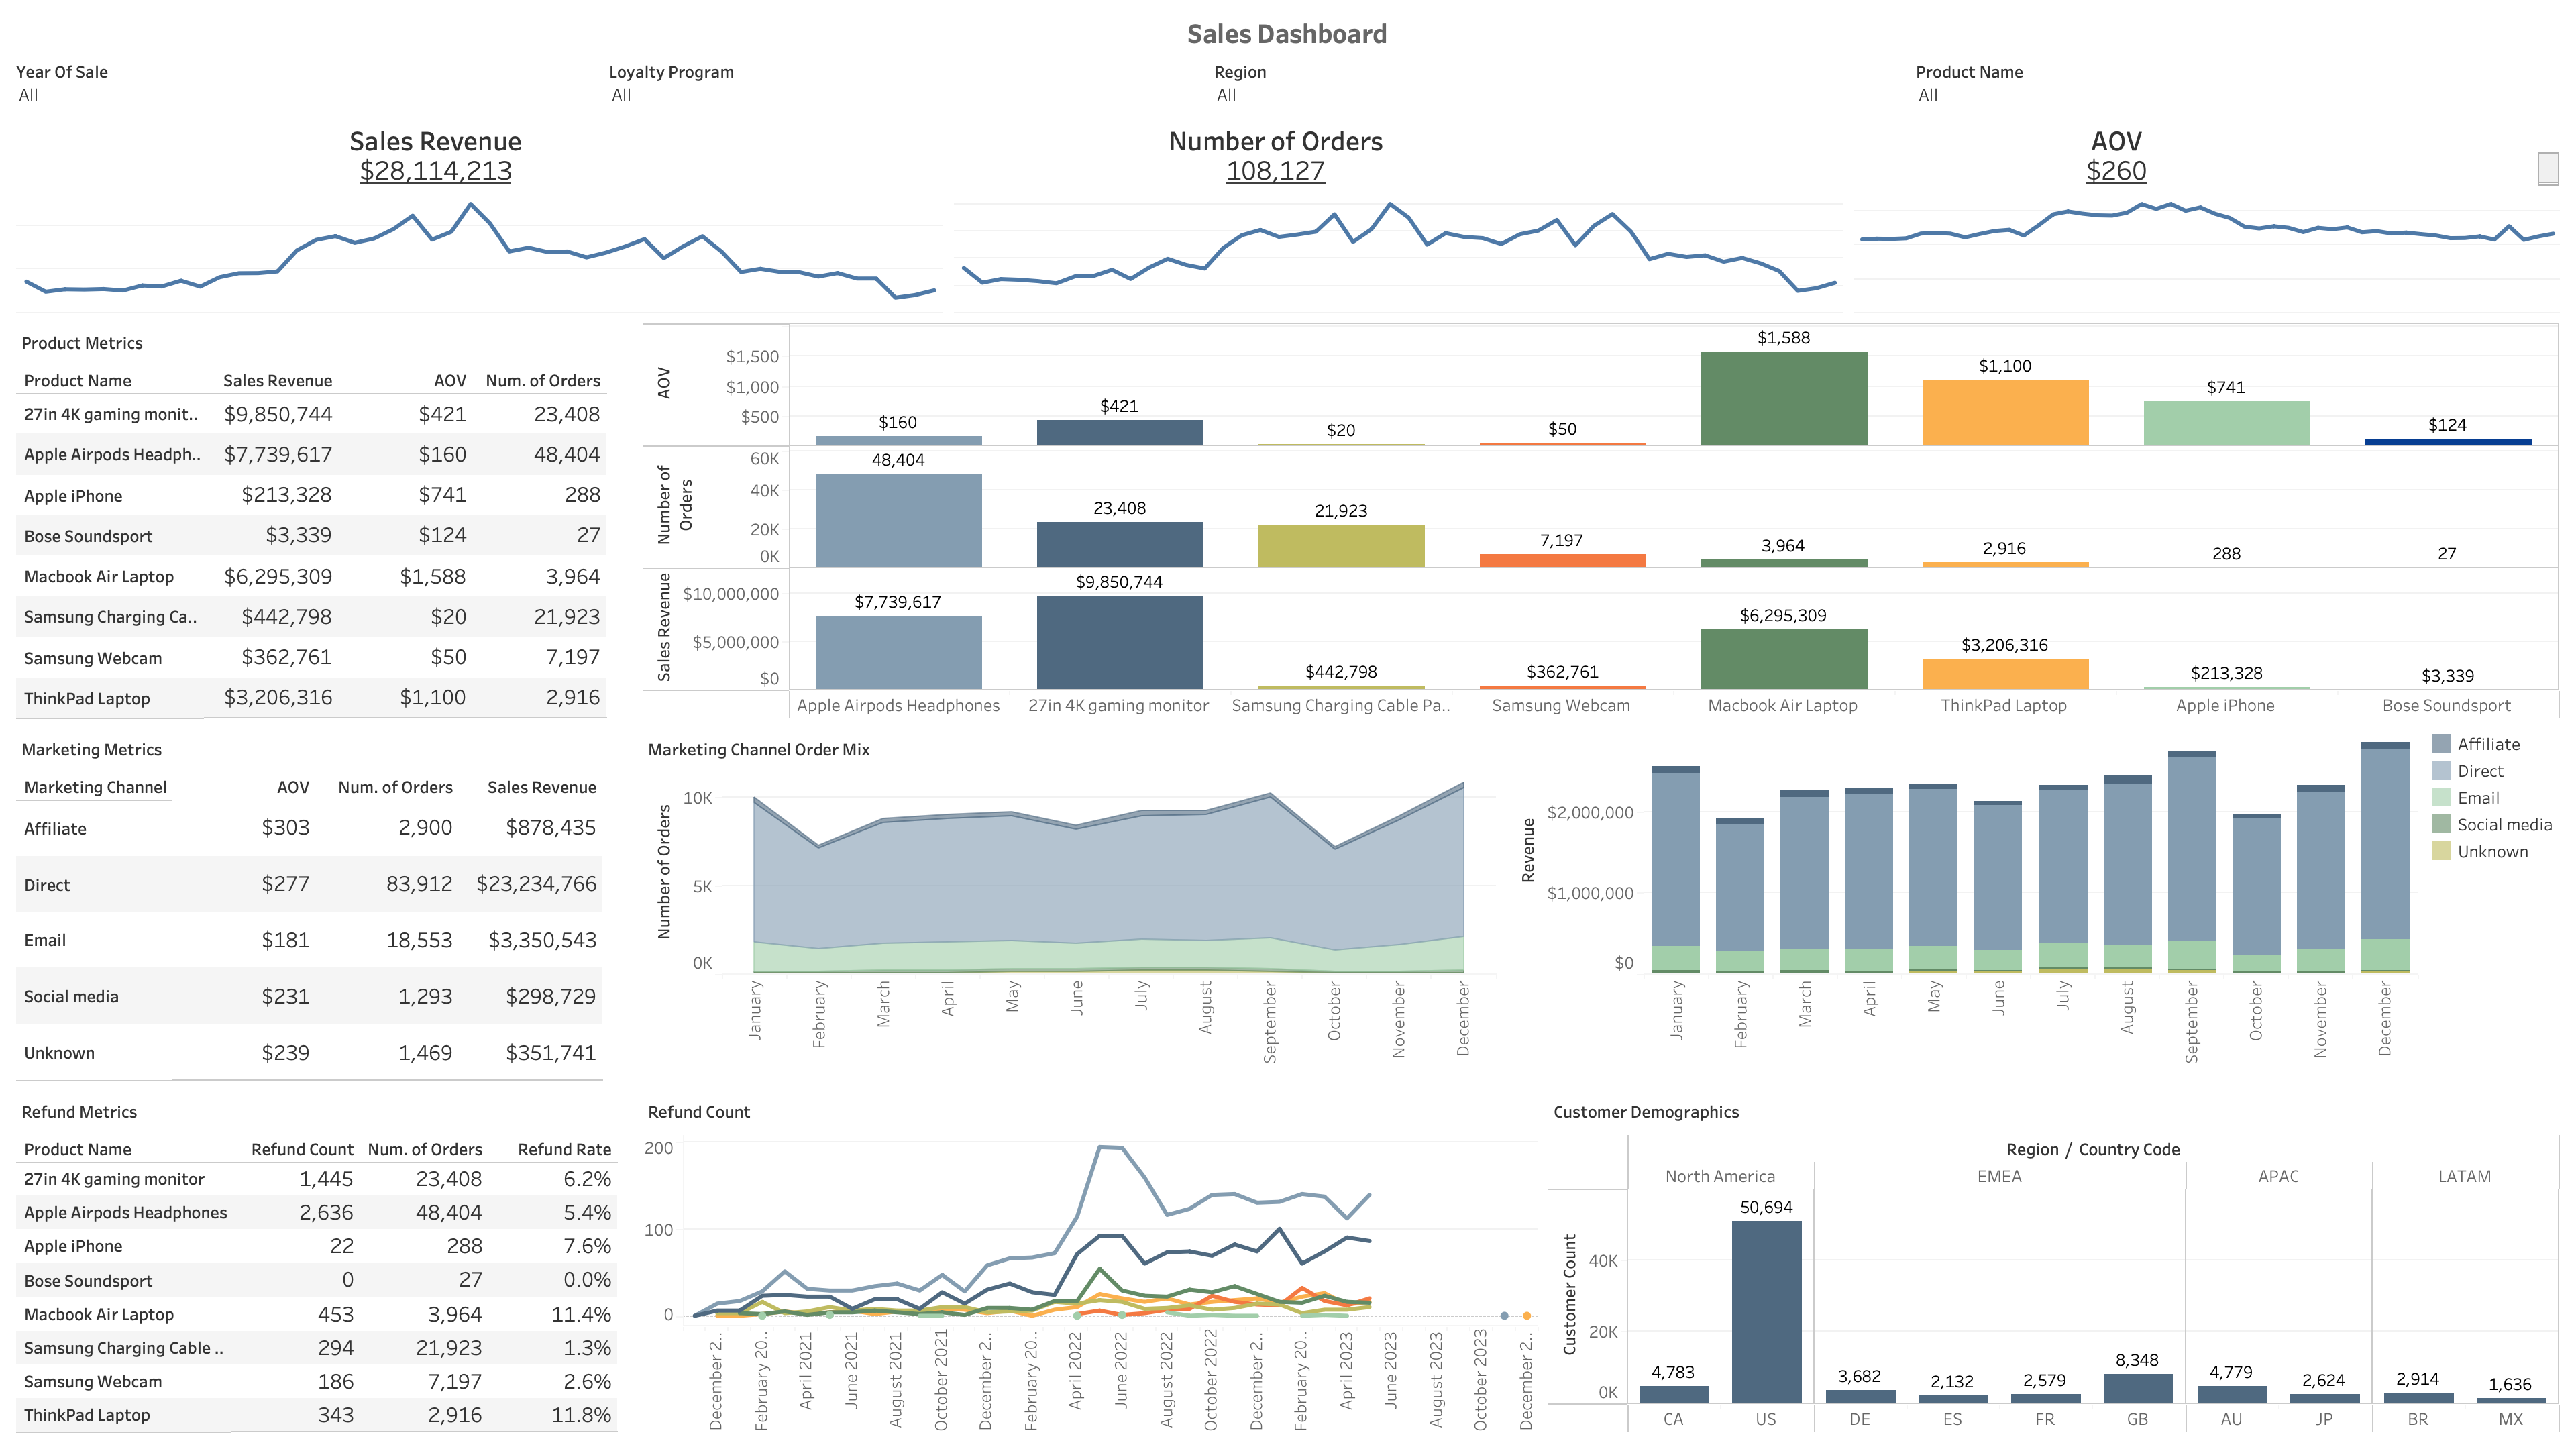 Sales Dashboard
Year Of Sale
All
Loyalty Program
All
Region
All
Product Name
All
Sales Revenue
$28,114,213
Number of Orders
108,127
AOV
$260
Product Metrics
Product Name Sales Revenue AOV Num. of Orders
27in 4K gaming monit.. $9,850,744 $421 23,408
Apple Airpods Headph.. $7,739,617 $160 48,404
Apple iPhone $213,328 $741 288
Bose Soundsport $3,339 $124 27
Macbook Air Laptop $6,295,309 $1,588 3,964
Samsung Charging Ca.. $442,798 $20 21,923
Samsung Webcam $362,761 $50 7,197
ThinkPad Laptop $3,206,316 $1,100 2,916
AOV
$1,500
$1,000
$500
$160 $421 $20 $50 $1,588 $1,100 $741 $124
Number of
Orders
60K
40K
20K
0K
48,404 23,408 21,923 7,197 3,964 2,916 288 27
Sales Revenue
$10,000,000
$5,000,000
$0
$7,739,617 $9,850,744 $442,798 $362,761 $6,295,309 $3,206,316 $213,328 $3,339
Apple Airpods Headphones 27in 4K gaming monitor Samsung Charging Cable Pa.. Samsung Webcam Macbook Air Laptop ThinkPad Laptop Apple iPhone Bose Soundsport
Marketing Metrics
Marketing Channel AOV Num. of Orders Sales Revenue
Affiliate $303 2,900 $878,435
Direct $277 83,912 $23,234,766
Email $181 18,553 $3,350,543
Social media $231 1,293 $298,729
Unknown $239 1,469 $351,741
Marketing Channel Order Mix
Number of Orders
10K
5K
0K
January February March April May June July August September October November December
Revenue
$2,000,000
$1,000,000
$0
January February March April May June July August September October November December
Affiliate
Direct
Email
Social media
Unknown
Refund Metrics
Product Name Refund Count Num. of Orders Refund Rate
27in 4K gaming monitor 1,445 23,408 6.2%
Apple Airpods Headphones 2,636 48,404 5.4%
Apple iPhone 22 288 7.6%
Bose Soundsport 0 27 0.0%
Macbook Air Laptop 453 3,964 11.4%
Samsung Charging Cable .. 294 21,923 1.3%
Samsung Webcam 186 7,197 2.6%
ThinkPad Laptop 343 2,916 11.8%
Refund Count
200
100
0
December 2.. February 20.. April 2021 June 2021 August 2021 October 2021 December 2.. February 20.. April 2022 June 2022 August 2022 October 2022 December 2.. February 20.. April 2023 June 2023 August 2023 October 2023 December 2..
Customer Demographics
Region / Country Code
North America EMEA APAC LATAM
Customer Count
40K
20K
0K
4,783 50,694 3,682 2,132 2,579 8,348 4,779 2,624 2,914 1,636
CA US DE ES FR GB AU JP BR MX